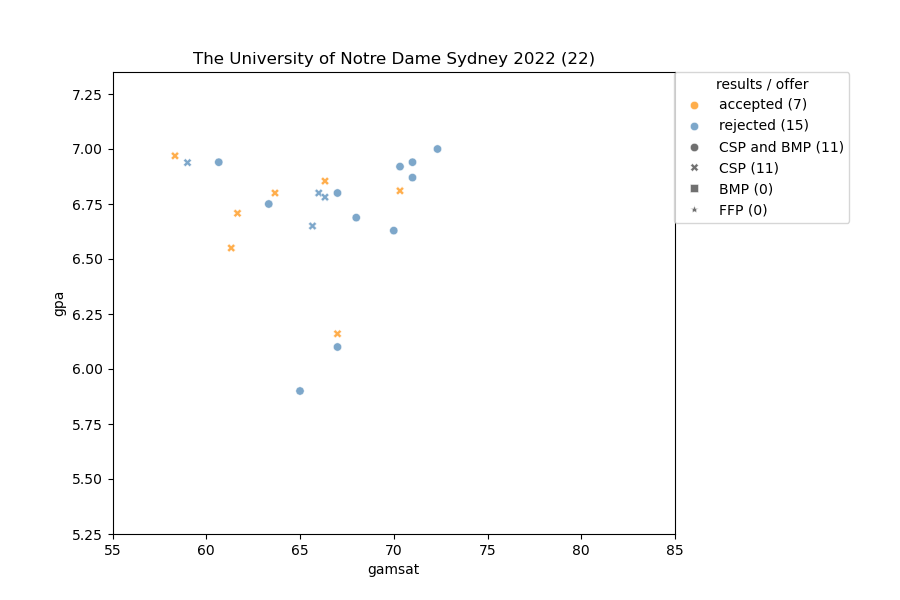 The University of Notre Dame Sydney 2022 (22)
results / offer
accepted (7)
rejected (15)
CSP and BMP (11)
CSP (11)
BMP (0)
FFP (0)
7.25
7.00
6.75
6.50
6.25
6.00
5.75
5.50
5.25
gpa
55 60 65 70 75 80 85
gamsat